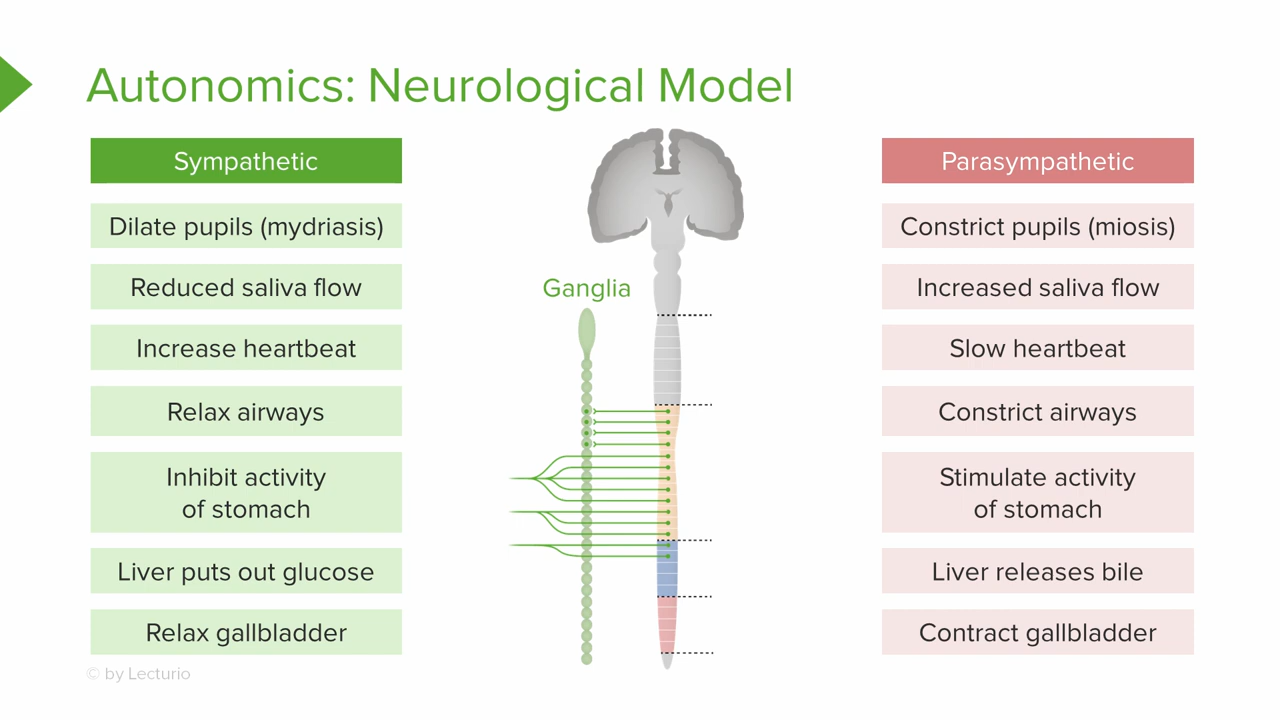 Autonomics: Neurological Model
Sympathetic
Dilate pupils (mydriasis)
Reduced saliva flow
Increase heartbeat
Relax airways
Inhibit activity
of stomach
Liver puts out glucose
Relax gallbladder
Ganglia
Parasympathetic
Constrict pupils (miosis)
Increased saliva flow
Slow heartbeat
Constrict airways
Stimulate activity
of stomach
Liver releases bile
Contract gallbladder
© by Lecturio